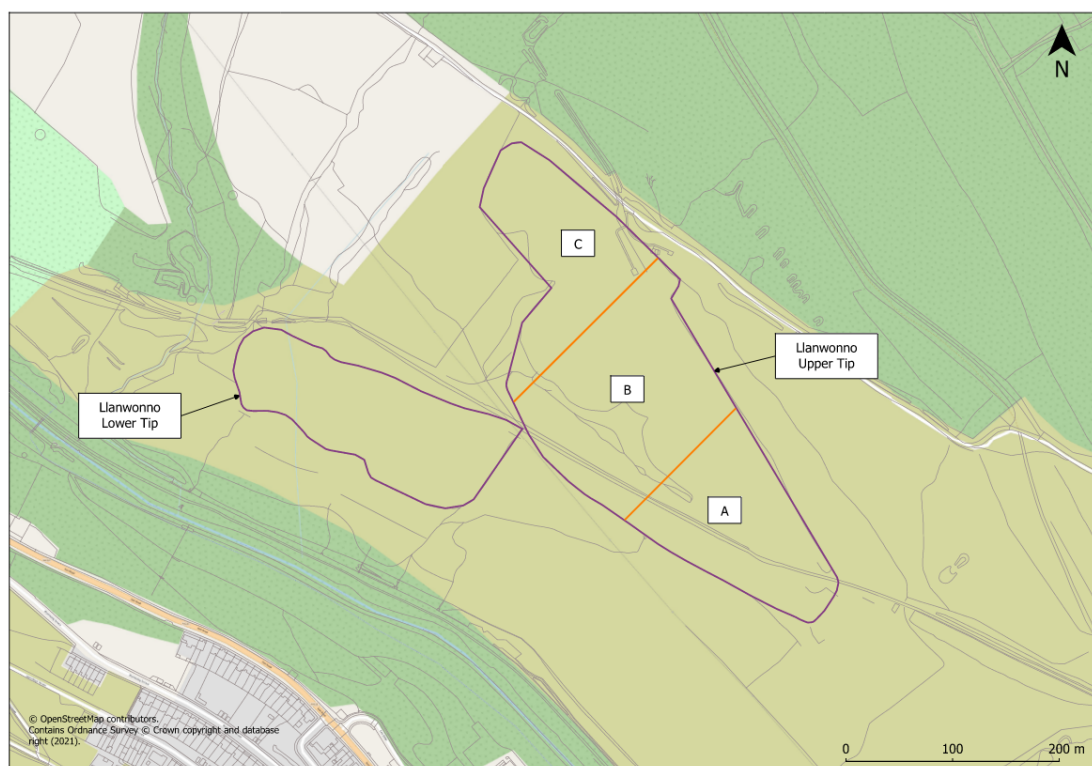 N
C
Llanwonno
Upper Tip
B
Llanwonno
Lower Tip
A
© OpenStreetMap contributors.
Contains Ordnance Survey © Crown copyright and database
right (2021).
0 100 200 m